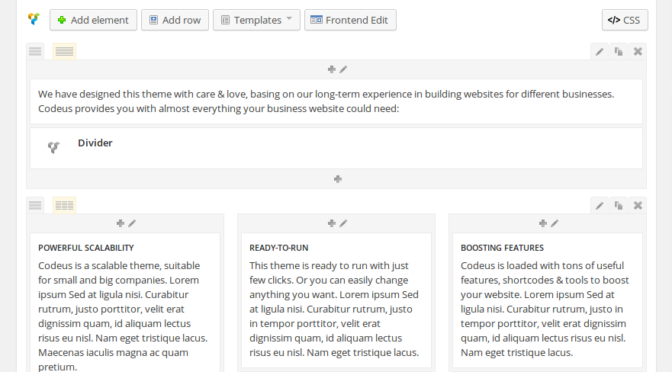 Add element Add row Templates Frontend Edit </> CSS
We have designed this theme with care & love, basing on our long-term experience in building websites for different businesses.
Codeus provides you with almost everything your business website could need:
Divider
POWERFUL SCALABILITY
Codeus is a scalable theme, suitable
for small and big companies. Lorem
ipsum Sed at ligula nisi. Curabitur
rutrum, justo porttitor, velit erat
dignissim quam, id aliquam lectus
risus eu nisl. Nam eget tristique lacus.
Maecenas iaculis magna ac quam
pretium.
READY-TO-RUN
This theme is ready to run with just
few clicks. Or you can easily change
anything you want. Lorem ipsum Sed
at ligula nisi. Curabitur rutrum, justo
in tempor porttitor, velit erat
dignissim quam, id aliquam lectus
risus eu nisl. Nam eget tristique lacus.
BOOSTING FEATURES
Codeus is loaded with tons of useful
features, shortcodes & tools to boost
your website. Lorem ipsum Sed at
ligula nisi. Curabitur rutrum, justo in
tempor porttitor, velit erat dignissim
quam, id aliquam lectus risus eu nisl.
Nam eget tristique lacus.